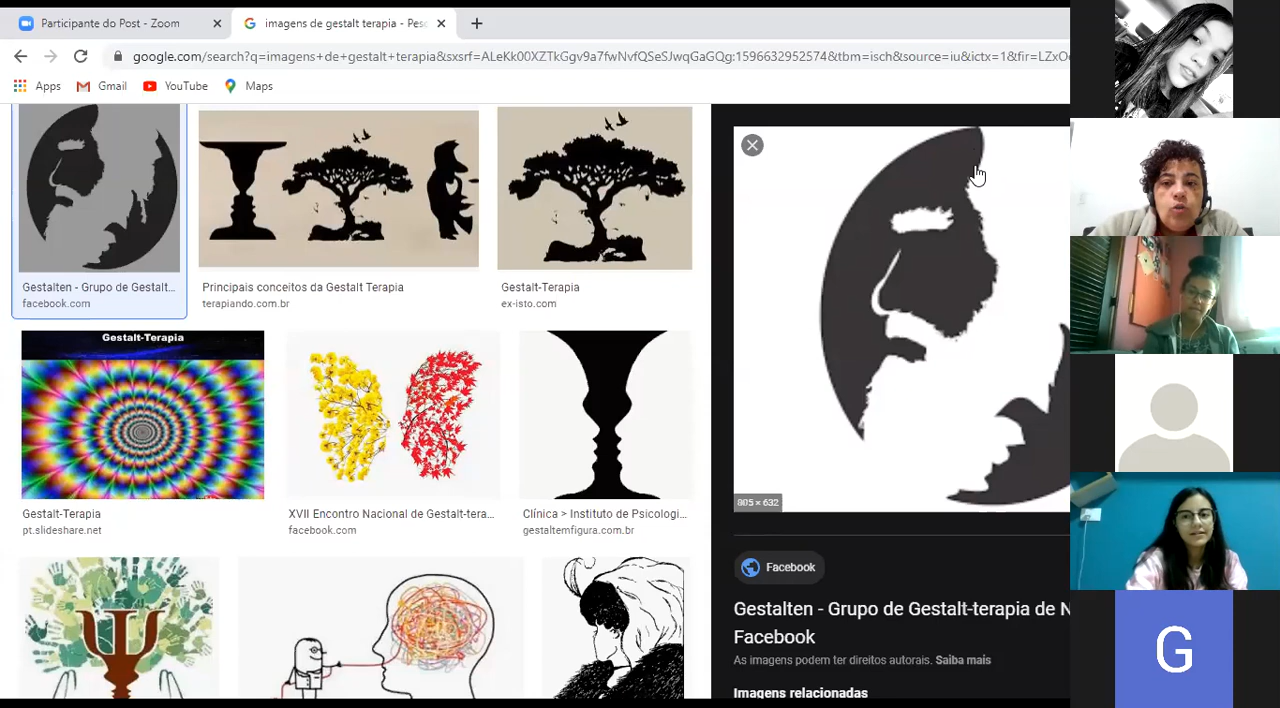 Participante do Post - Zoom
imagens de gestalt terapia - Pesq
google.com/search?q=imagens+de+gestalt+terapia&sxsrf=ALeKk00XZTkGgv9a7fwNvfQSeSJwqGaGQg:1596632952574&tbm=isch&source=iu&ictx=1&fir=LZxO
Apps
Gmail
YouTube
Maps
Gestalten - Grupo de Gestalt...
facebook.com
Principais conceitos da Gestalt Terapia
terapiando.com.br
Gestalt-Terapia
ex-isto.com
Gestalt-Terapia
Gestalt-Terapia
pt.slideshare.net
XVII Encontro Nacional de Gestalt-tera...
facebook.com
Clínica > Instituto de Psicologi...
gestaltemfigura.com.br
805 × 632
Facebook
Gestalten - Grupo de Gestalt-terapia de N
Facebook
As imagens podem ter direitos autorais. Saiba mais
Imagens relacionadas
G